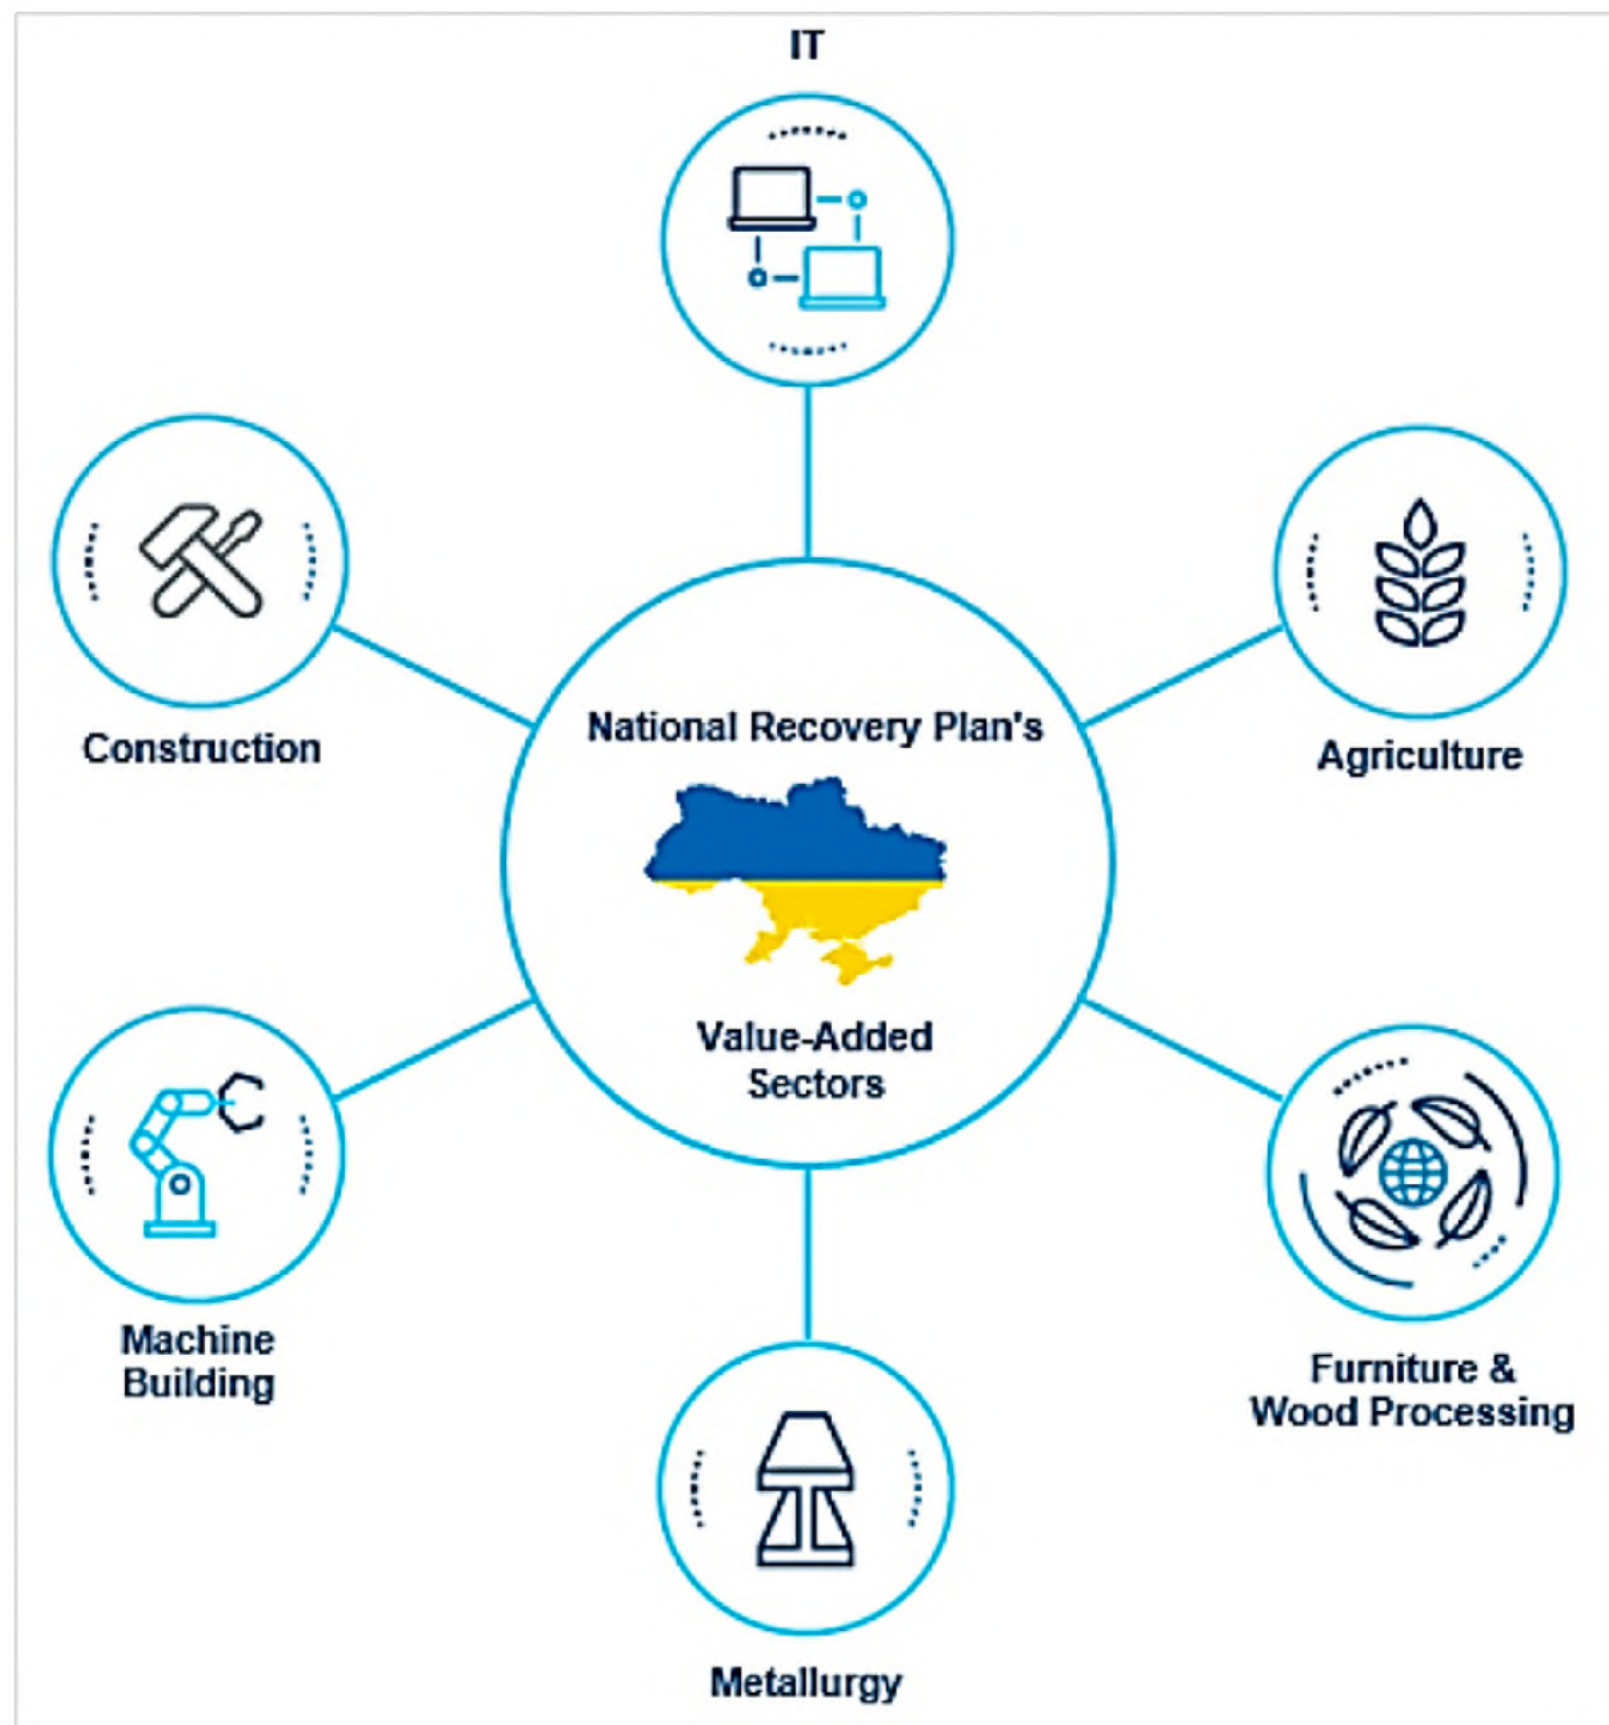 IT
Construction
Agriculture
National Recovery Plan's
Value-Added
Sectors
Machine
Building
Furniture &
Wood Processing
Metallurgy